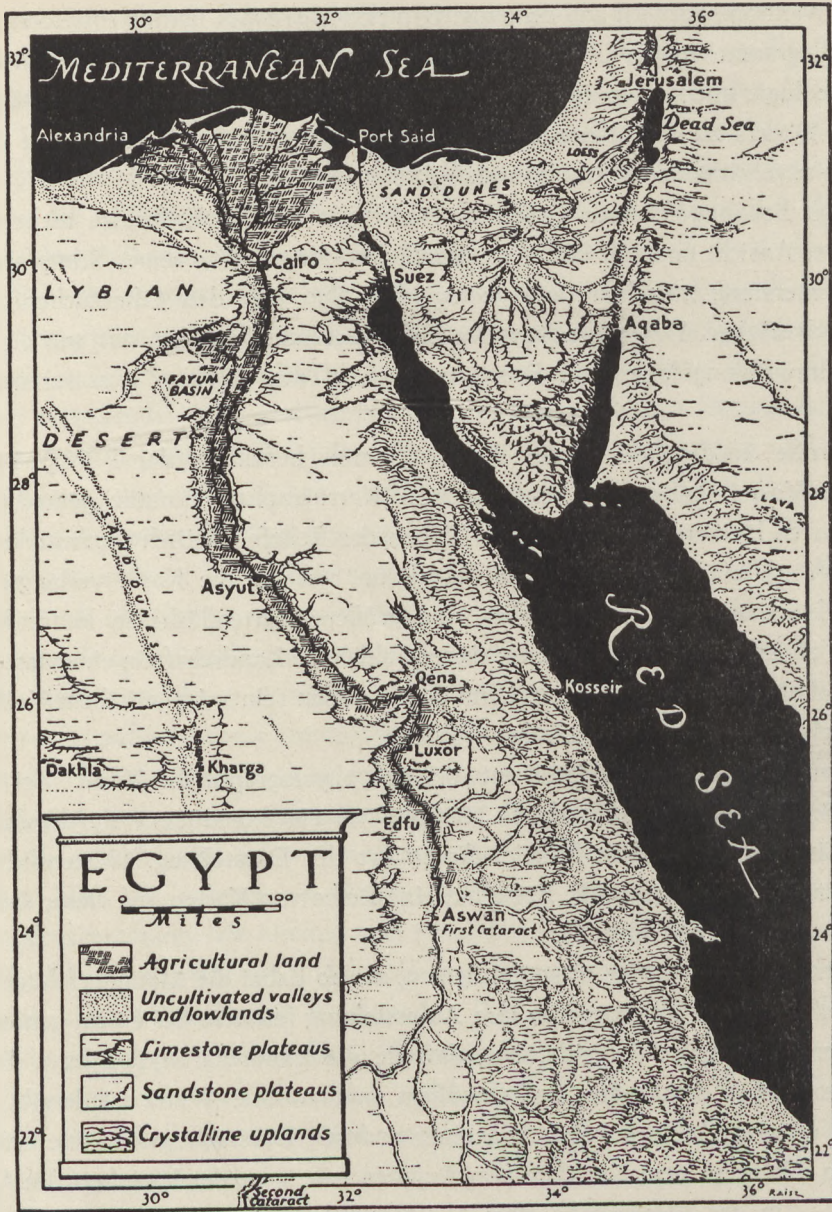 30° 32° 34° 36°
32° 32°
MEDITERRANEAN SEA
Jerusalem
Alexandria Port Said Dead Sea
LOESS
SAND DUNES
30° Cairo Suez 30°
LYBIAN
Aqaba
FAYUM
BASIN
DESERT
28° 28°
LAVA
SAND DUNES
Asyut
RED SEA
Qena
26° Kosseir 26°
Luxor
Dakhla Kharga
Edfu
EGYPT
0 100
Miles
24° Aswan 24°
First Cataract
Agricultural land
Uncultivated valleys
and lowlands
Limestone plateaus
Sandstone plateaus
22° Crystalline uplands 22°
30° 32° 34° 36° RAISZ
Second
Cataract